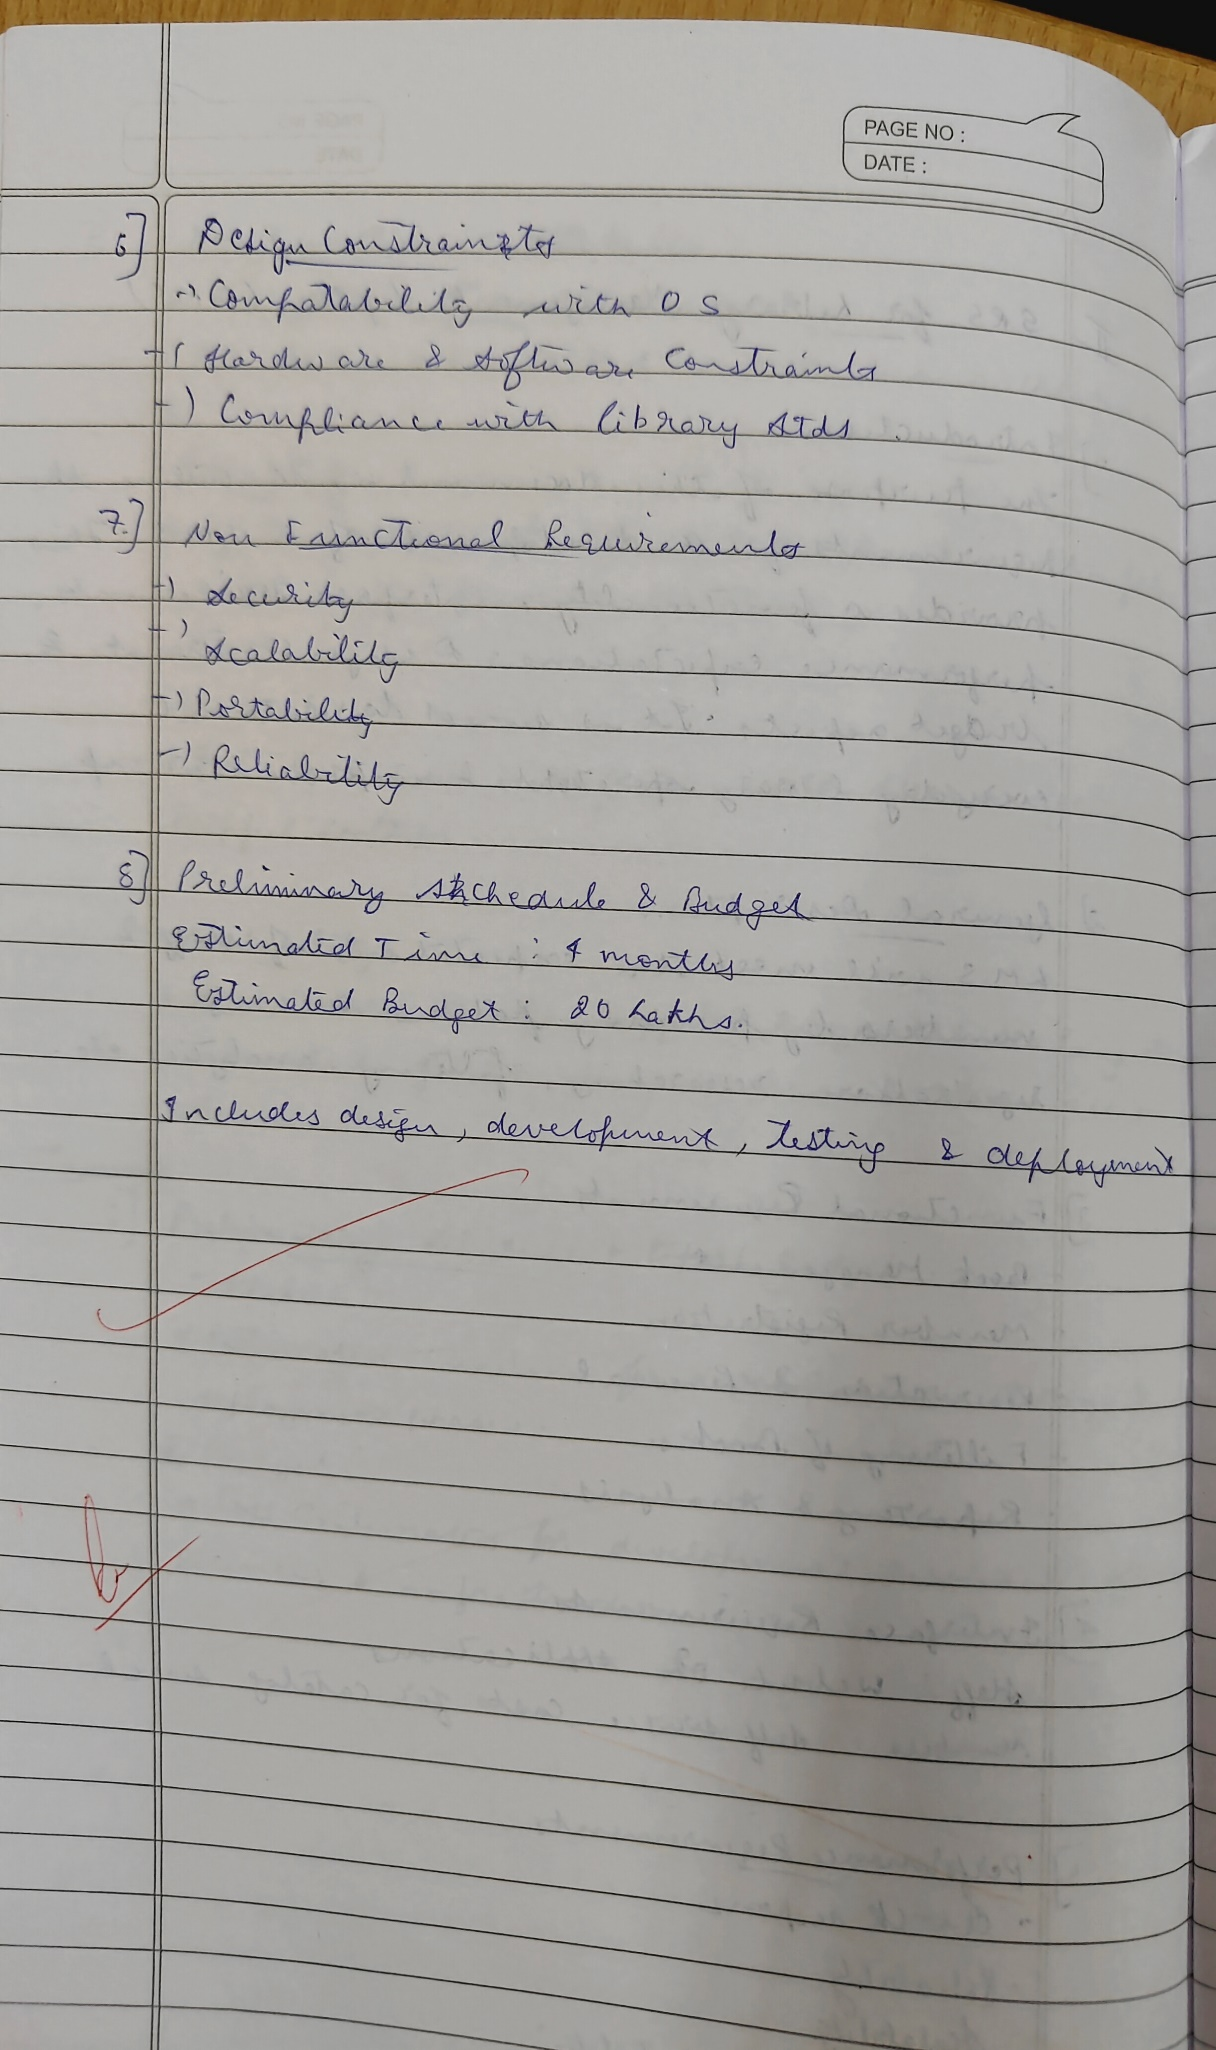 PAGE NO :
DATE :
6] Design Constraints
-) Compatability with OS
-) Hardware & Software Constraints
-) Compliance with library stds.
7.] Non Functional Requirements
-) Security
-) Scalability
-) Portability
-) Reliability
8] Preliminary Schedule & Budget
Estimated Time : 4 months
Estimated Budget : 20 Lakhs.
Includes design, development, testing & deployment